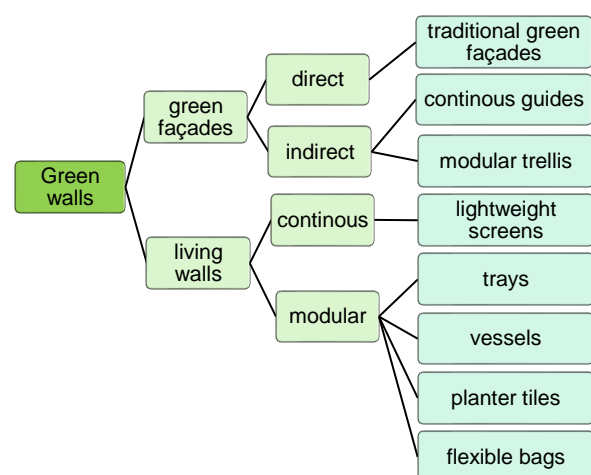 Green
walls
green
façades
living
walls
direct
indirect
continous
modular
traditional green
façades
continous guides
modular trellis
lightweight
screens
trays
vessels
planter tiles
flexible bags